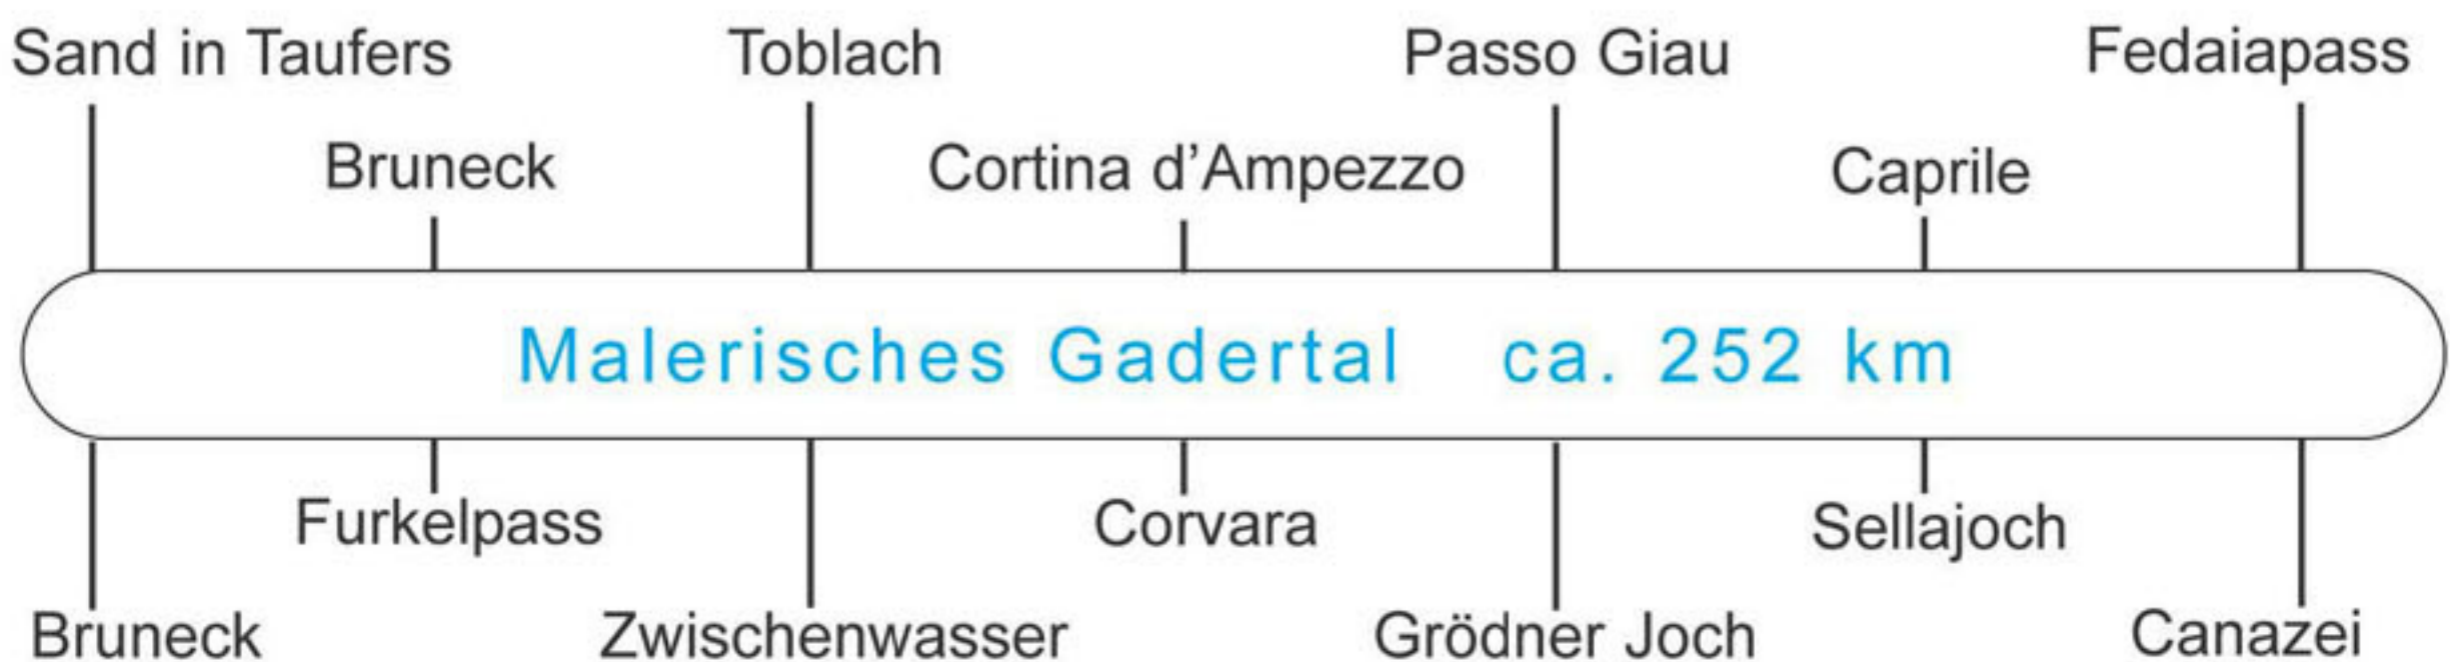 Sand in Taufers Toblach Passo Giau Fedaiapass
Bruneck Cortina d’Ampezzo Caprile
Malerisches Gadertal ca. 252 km
Furkelpass Corvara Sellajoch
Bruneck Zwischenwasser Grödner Joch Canazei